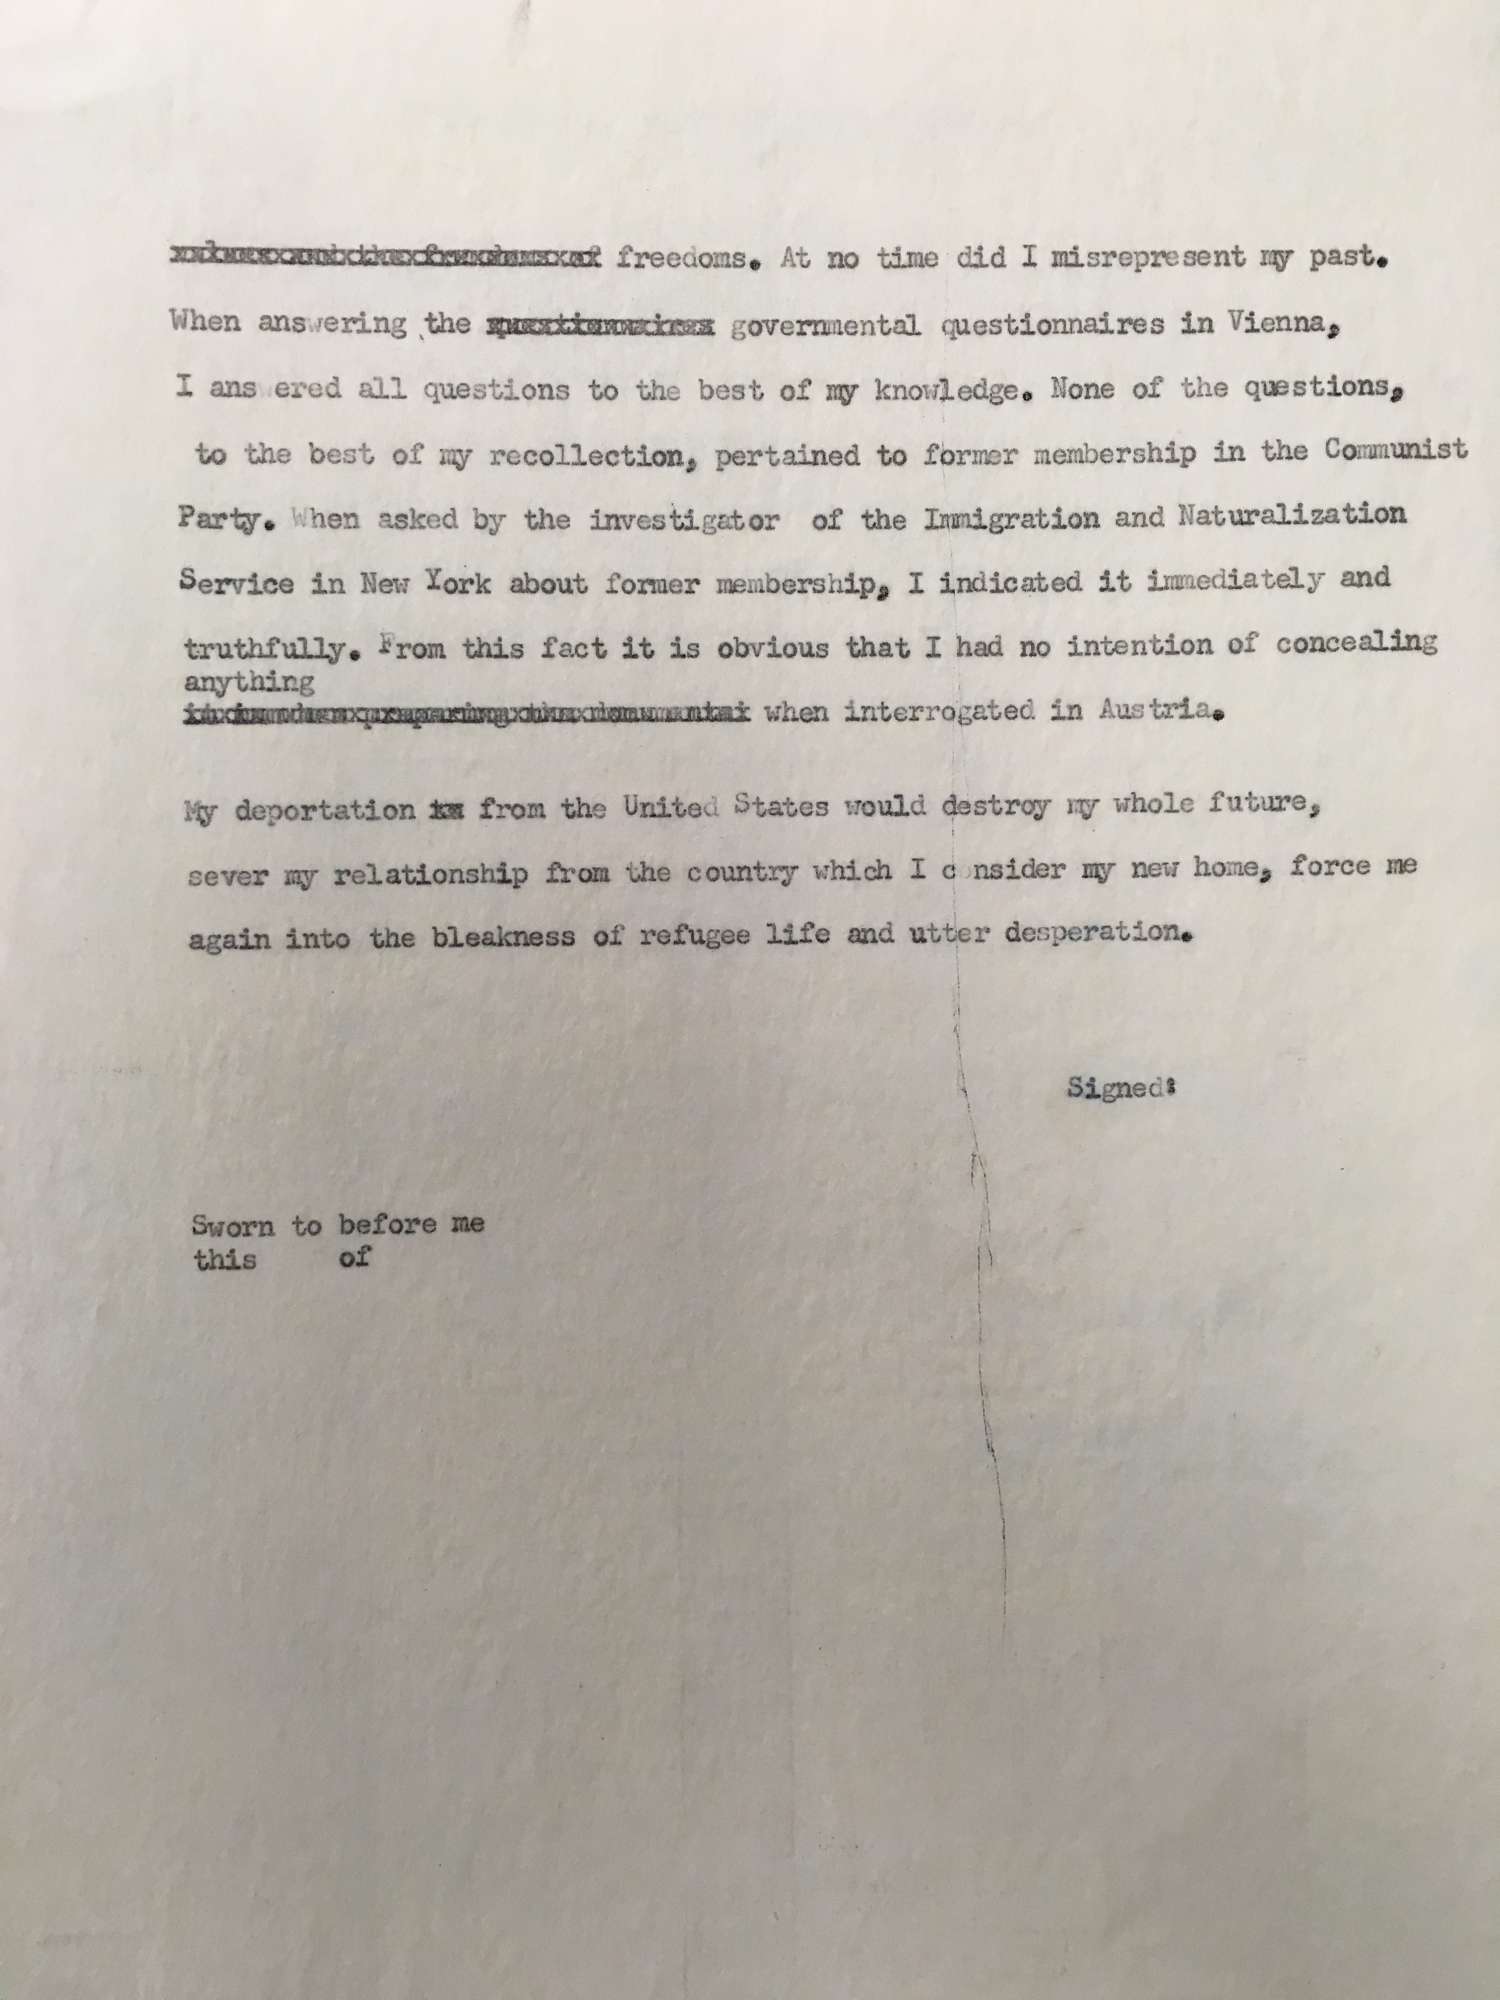 freedoms. At no time did I misrepresent my past.
When answering the governmental questionnaires in Vienna,
I ans ered all questions to the best of my knowledge. None of the questions,
to the best of my recollection, pertained to former membership in the Communist
Party. When asked by the investigator of the Immigration and Naturalization
Service in New York about former membership, I indicated it immediately and
truthfully. From this fact it is obvious that I had no intention of concealing
anything
when interrogated in Austria.
My deportation from the United States would destroy my whole future,
sever my relationship from the country which I c nsider my new home, force me
again into the bleakness of refugee life and utter desperation.
Signed:
Sworn to before me
this of